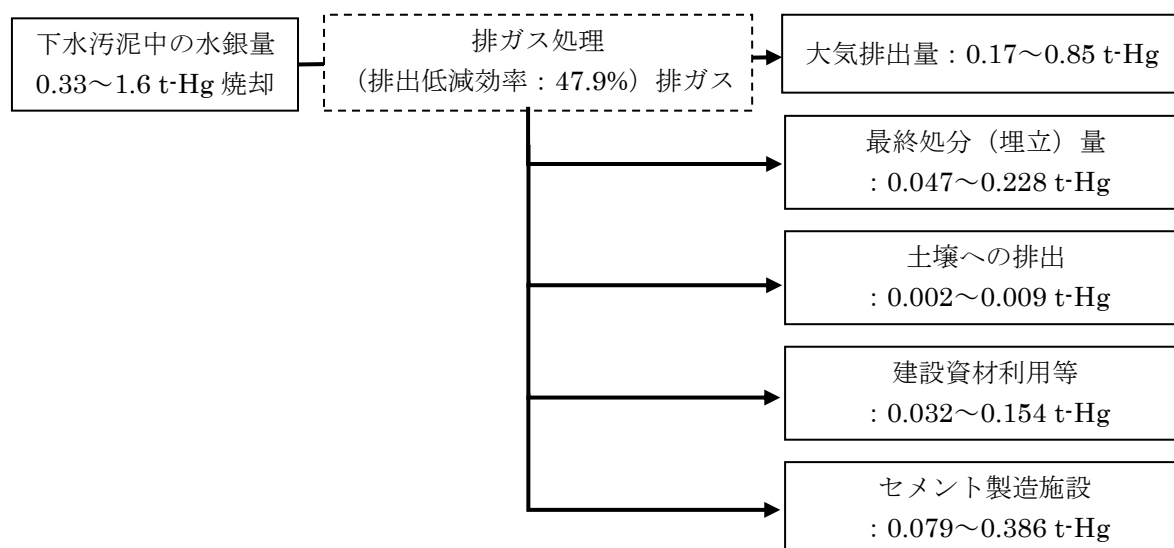 下水汚泥中の水銀量
0.33～1.6 t-Hg 焼却
排ガス処理
（排出低減効率：47.9%）排ガス
大気排出量：0.17～0.85 t-Hg
最終処分（埋立）量
：0.047～0.228 t-Hg
土壌への排出
：0.002～0.009 t-Hg
建設資材利用等
：0.032～0.154 t-Hg
セメント製造施設
：0.079～0.386 t-Hg